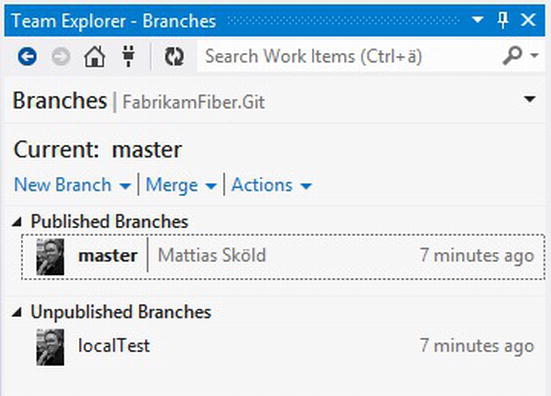 Team Explorer - Branches
Search Work Items (Ctrl+ä)
Branches | FabrikamFiber.Git
Current: master
New Branch | Merge | Actions
Published Branches
master | Mattias Sköld 7 minutes ago
Unpublished Branches
localTest 7 minutes ago